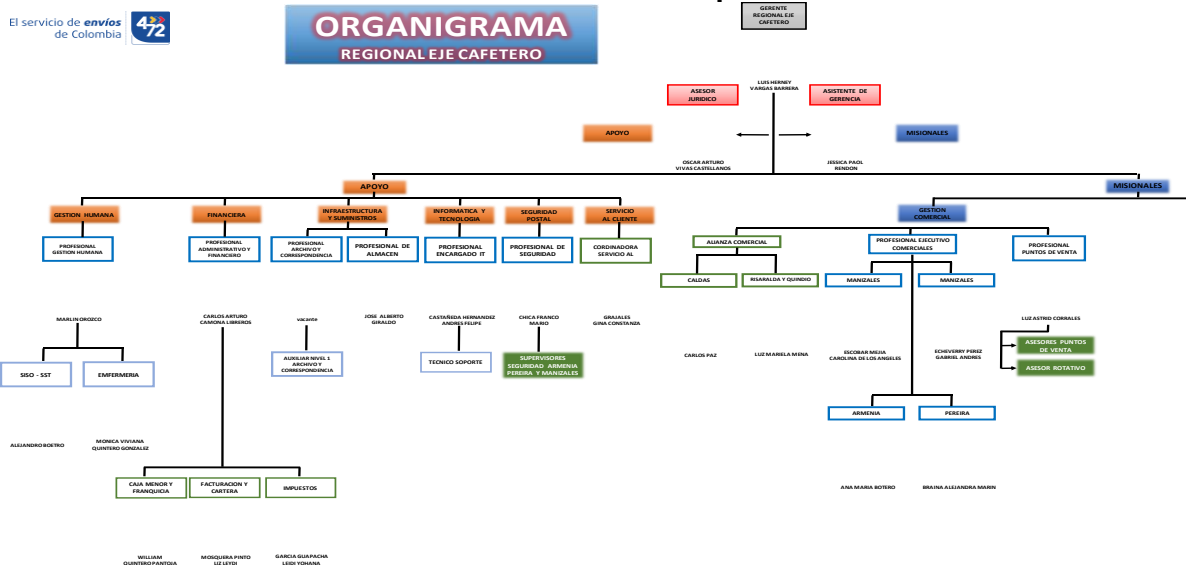 El servicio de envíos
de Colombia
472
ORGANIGRAMA
REGIONAL EJE CAFETERO
GERENTE
REGIONAL EJE
CAFETERO
LUIS HERNEY
VARGAS BARRERA
ASESOR
JURIDICO
ASISTENTE DE
GERENCIA
APOYO
MISIONALES
OSCAR ARTURO
VIVAS CASTELLANOS
JESSICA PAOL
RENDON
APOYO
MISIONALES
GESTION HUMANA
FINANCIERA
INFRAESTRUCTURA
Y SUMINISTROS
INFORMATICA Y
TECNOLOGIA
SEGURIDAD
POSTAL
SERVICIO
AL CLIENTE
GESTION
COMERCIAL
PROFESIONAL
GESTION HUMANA
PROFESIONAL
ADMINISTRATIVO Y
FINANCIERO
PROFESIONAL
ARCHIVO Y
CORRESPONDENCIA
PROFESIONAL DE
ALMACEN
PROFESIONAL
ENCARGADO IT
PROFESIONAL DE
SEGURIDAD
CORDINADORA
SERVICIO AL
ALIANZA COMERCIAL
PROFESIONAL EJECUTIVO
COMERCIALES
PROFESIONAL
PUNTOS DE VENTA
CALDAS
RISARALDA Y QUINDIO
MANIZALES
MANIZALES
MARLIN OROZCO
CARLOS ARTURO
CAMONA LIBREROS
vacante
JOSE ALBERTO
GIRALDO
CASTAÑEDA HERNANDEZ
ANDRES FELIPE
CHICA FRANCO
MARIO
GRAJALES
GINA CONSTANZA
LUZ ASTRID CORRALES
CARLOS PAZ
LUZ MARIELA MENA
ESCOBAR MEJIA
CAROLINA DE LOS ANGELES
ECHEVERRY PEREZ
GABRIEL ANDRES
ASESORES PUNTOS
DE VENTA
ASESOR ROTATIVO
SISO - SST
EMFERMERIA
AUXILIAR NIVEL 1
ARCHIVO Y
CORRESPONDENCIA
TECNICO SOPORTE
SUPERVISORES
SEGURIDAD ARMENIA
PEREIRA Y MANIZALES
ARMENIA
PEREIRA
ALEJANDRO BOETRO
MONICA VIVIANA
QUINTERO GONZALEZ
CAJA MENOR Y
FRANQUICIA
FACTURACION Y
CARTERA
IMPUESTOS
ANA MARIA BOTERO
BRAINA ALEJANDRA MARIN
WILLIAM
QUINTERO PANTOJA
MOSQUERA PINTO
LIZ LEYDI
GARCIA GUAPACHA
LEIDI YOHANA